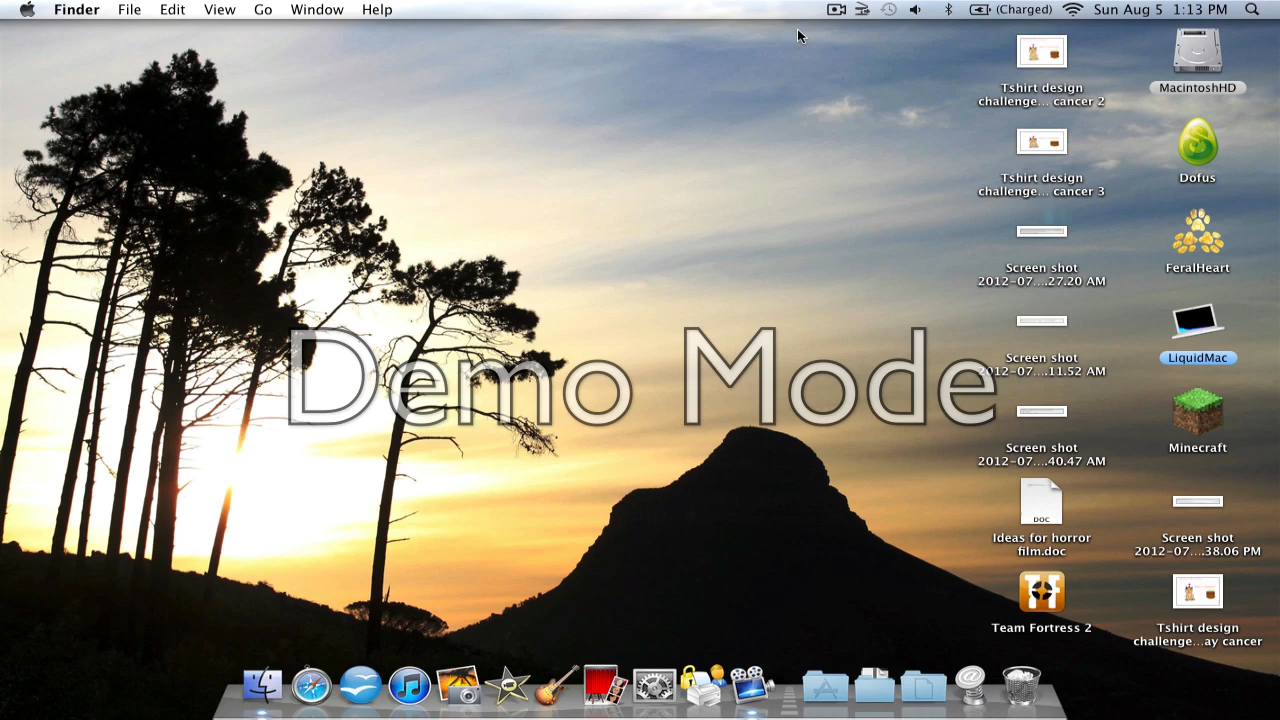 Finder File Edit View Go Window Help (Charged) Sun Aug 5 1:13 PM
Tshirt design
challenge... cancer 2
MacintoshHD
Tshirt design
challenge... cancer 3
Dofus
Screen shot
2012-07....27.20 AM
FeralHeart
Screen shot
2012-07....11.52 AM
LiquidMac
Demo Mode
Screen shot
2012-07....40.47 AM
Minecraft
DOC
Ideas for horror
film.doc
Screen shot
2012-07....38.06 PM
Team Fortress 2
Tshirt design
challenge...ay cancer